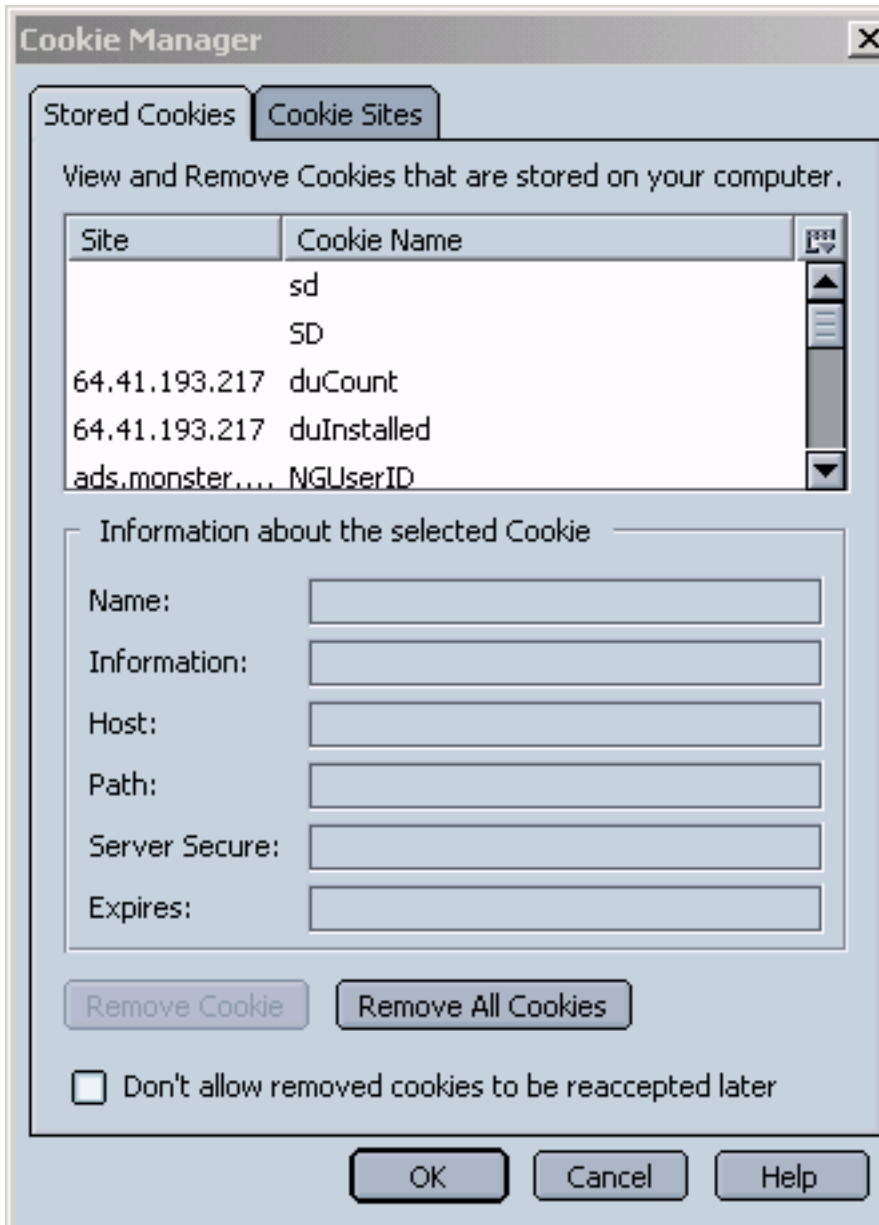 Cookie Manager
Stored Cookies Cookie Sites
View and Remove Cookies that are stored on your computer.
Site Cookie Name
sd
SD
64.41.193.217 duCount
64.41.193.217 duInstalled
ads.monster.... NGUserID
Information about the selected Cookie
Name:
Information:
Host:
Path:
Server Secure:
Expires:
Remove Cookie Remove All Cookies
Don't allow removed cookies to be reaccepted later
OK Cancel Help